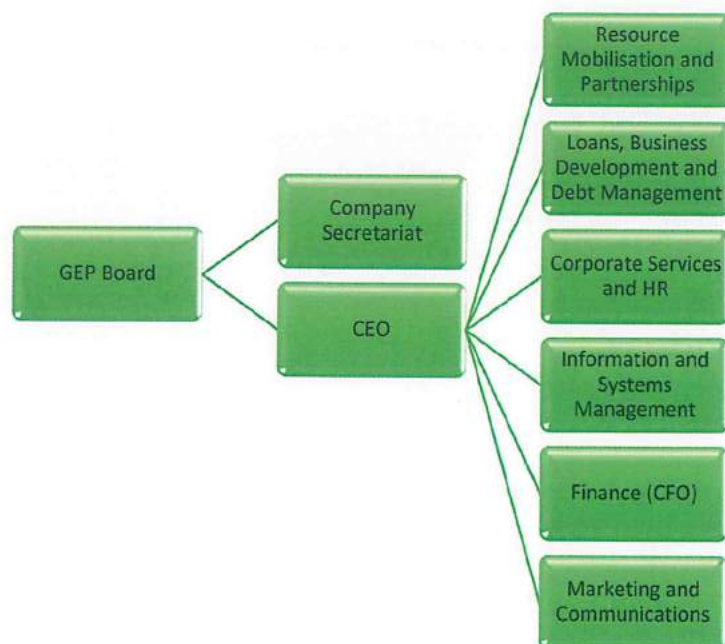 GEP Board
Company
Secretariat
CEO
Resource
Mobilisation and
Partnerships
Loans, Business
Development and
Debt Management
Corporate Services
and HR
Information and
Systems
Management
Finance (CFO)
Marketing and
Communications